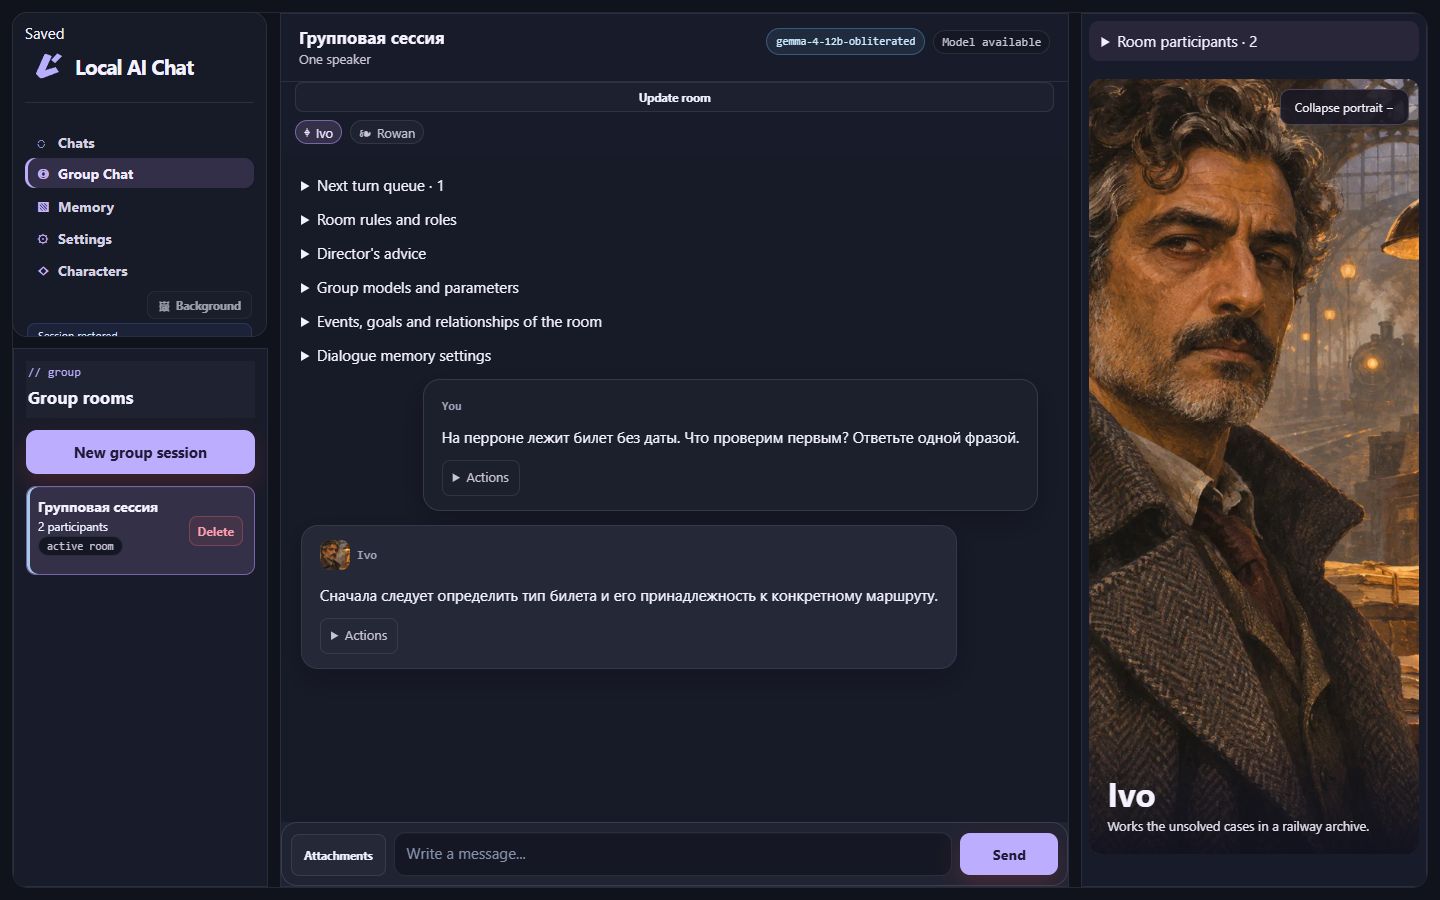 Saved
Local AI Chat
Chats
Group Chat
Memory
Settings
Characters
Background
Session restored
// group
Group rooms
New group session
Групповая сессия
2 participants
active room
Delete
Групповая сессия
One speaker
gemma-4-12b-obliterated
Model available
Update room
Ivo
Rowan
Next turn queue · 1
Room rules and roles
Director's advice
Group models and parameters
Events, goals and relationships of the room
Dialogue memory settings
You
На перроне лежит билет без даты. Что проверим первым? Ответьте одной фразой.
Actions
Ivo
Сначала следует определить тип билета и его принадлежность к конкретному маршруту.
Actions
Attachments
Write a message...
Send
Room participants · 2
Collapse portrait –
Ivo
Works the unsolved cases in a railway archive.